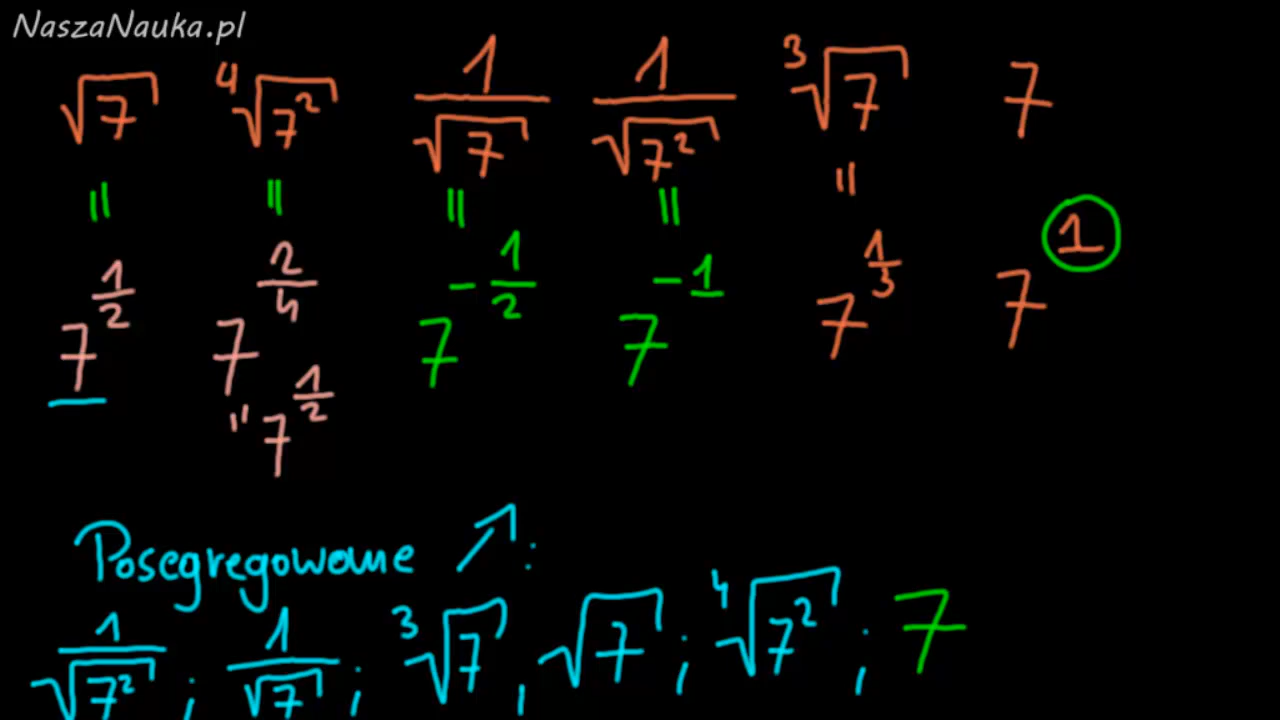 NaszaNauka.pl
√7 ⁴√7² 1/√7 1/√7² ³√7 7
= = = = =
7^(1/2) 7^(2/4) 7^(-1/2) 7^(-1) 7^(1/3) 7^1
= 7^(1/2)
Posegregowane ↗:
1/√7² ; 1/√7 ; ³√7 , √7 ; ⁴√7² ; 7